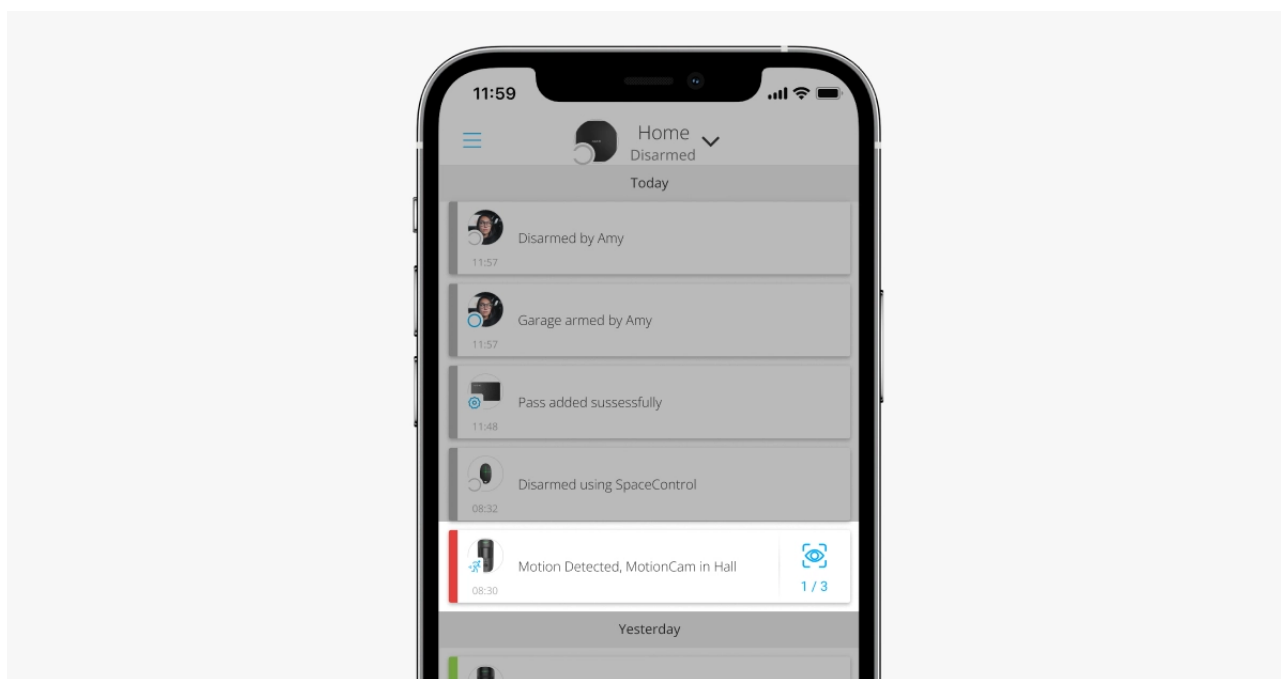 11:59
Home
Disarmed
Today
Disarmed by Amy
11:57
Garage armed by Amy
11:57
Pass added sussessfully
11:48
Disarmed using SpaceControl
08:32
Motion Detected, MotionCam in Hall
08:30
1 / 3
Yesterday